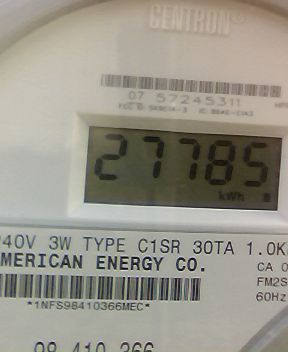 CENTRON®
07 57245311
27785
kWh
240V 3W TYPE C1SR 30TA 1.0K
AMERICAN ENERGY CO.
CA 0
FM2S
60Hz
*1NFS98410366MEC*
98 410 366